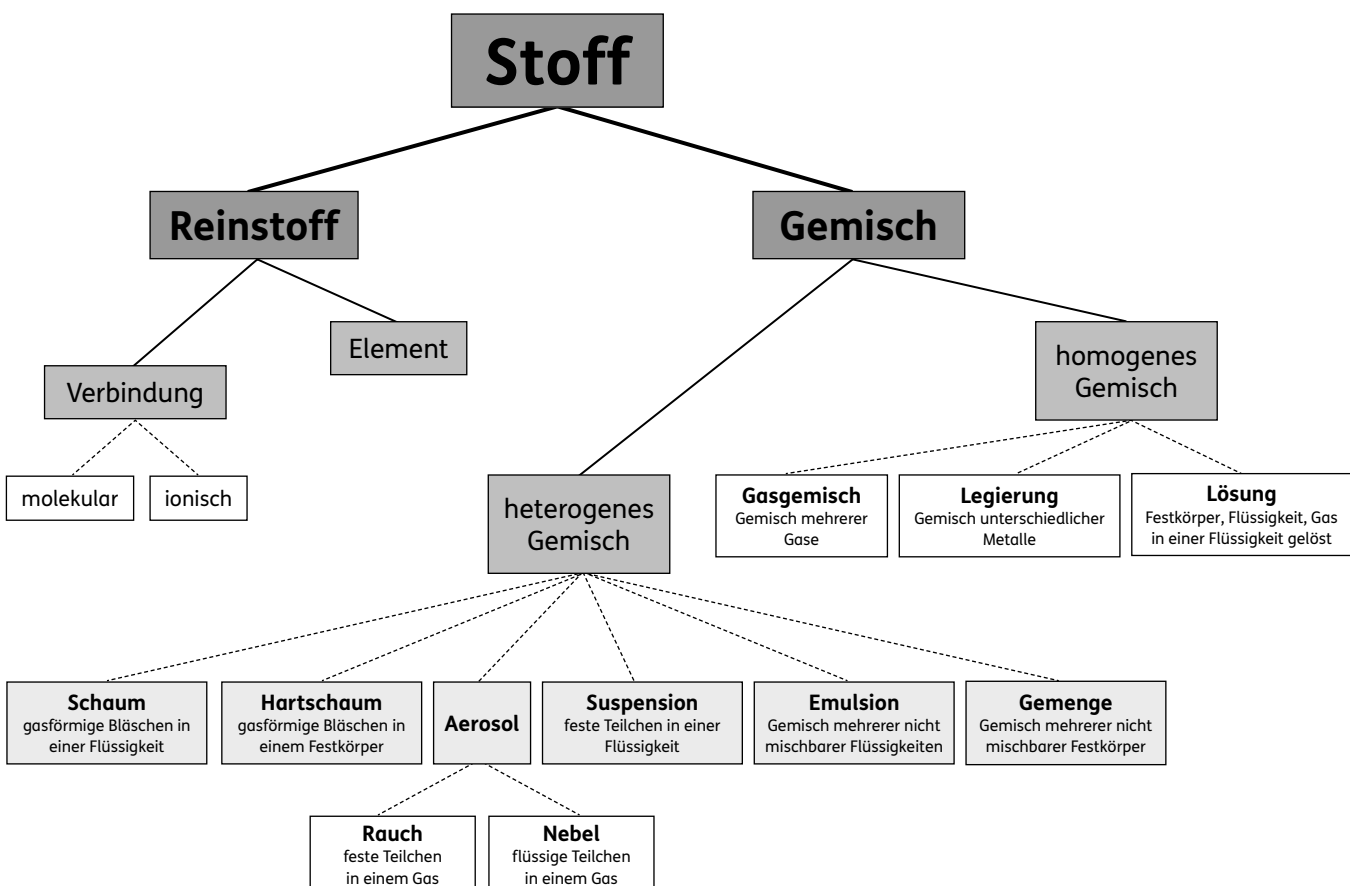 Stoff
Reinstoff
Gemisch
Element
Verbindung
homogenes
Gemisch
molekular
ionisch
heterogenes
Gemisch
Gasgemisch
Gemisch mehrerer
Gase
Legierung
Gemisch unterschiedlicher
Metalle
Lösung
Festkörper, Flüssigkeit, Gas
in einer Flüssigkeit gelöst
Schaum
gasförmige Bläschen in
einer Flüssigkeit
Hartschaum
gasförmige Bläschen in
einem Festkörper
Aerosol
Suspension
feste Teilchen in einer
Flüssigkeit
Emulsion
Gemisch mehrerer nicht
mischbarer Flüssigkeiten
Gemenge
Gemisch mehrerer nicht
mischbarer Festkörper
Rauch
feste Teilchen
in einem Gas
Nebel
flüssige Teilchen
in einem Gas